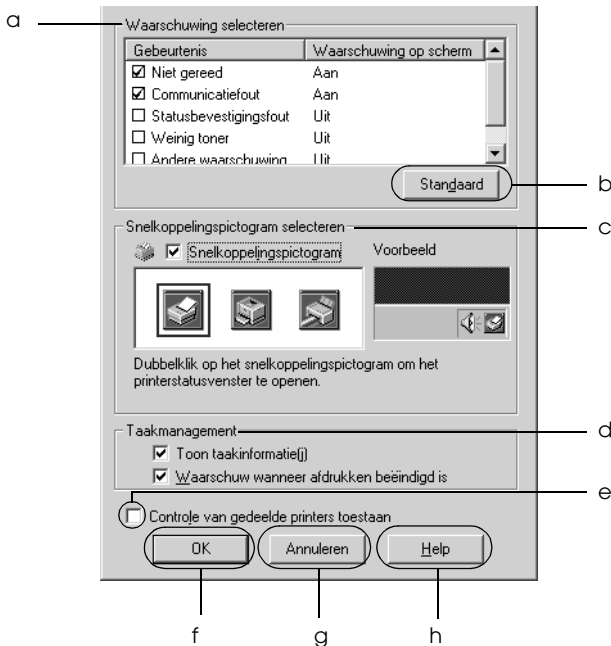 a
Waarschuwing selecteren
Gebeurtenis Waarschuwing op scherm
Niet gereed Aan
Communicatiefout Aan
Statusbevestigingsfout Uit
Weinig toner Uit
Andere waarschuwing Uit
Standaard b
Snelkoppelingspictogram selecteren c
Snelkoppelingspictogram Voorbeeld
Dubbelklik op het snelkoppelingspictogram om het
printerstatusvenster te openen.
Taakmanagement d
Toon taakinformatie(j)
Waarschuw wanneer afdrukken beëindigd is
e
Controle van gedeelde printers toestaan
OK Annuleren Help
f g h